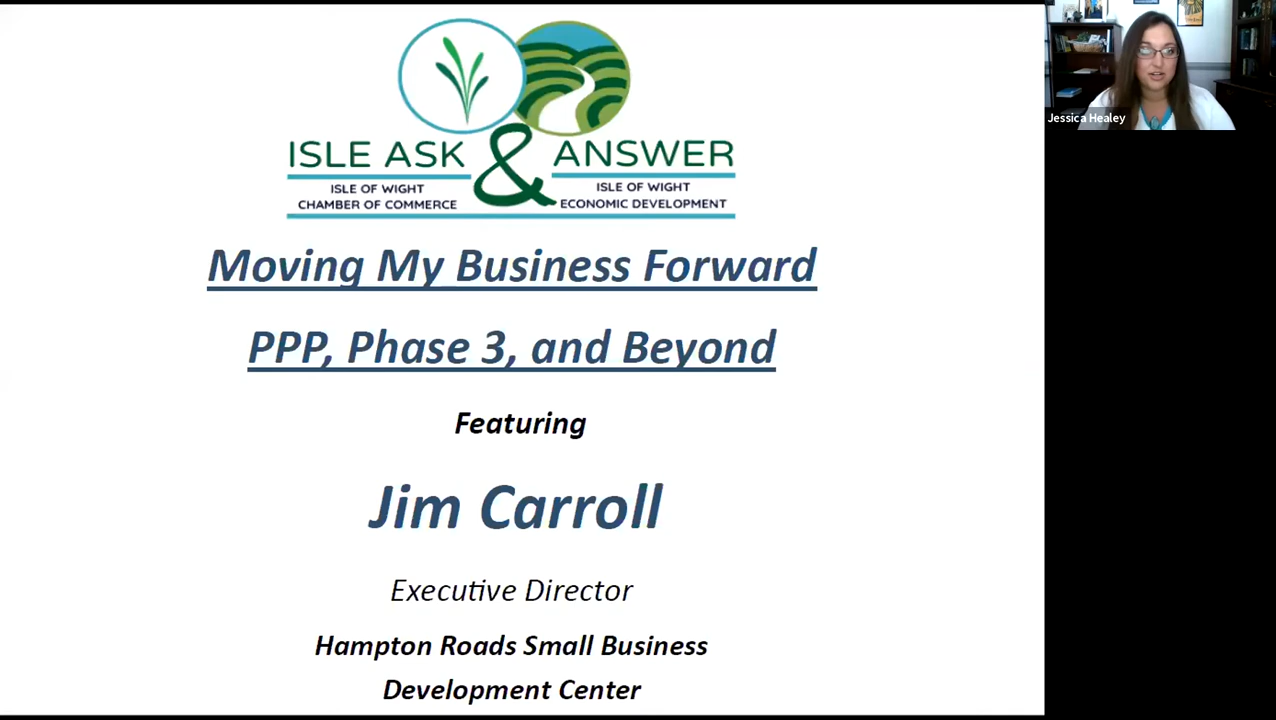 ISLE ASK & ANSWER
ISLE OF WIGHT
CHAMBER OF COMMERCE
ISLE OF WIGHT
ECONOMIC DEVELOPMENT
Moving My Business Forward
PPP, Phase 3, and Beyond
Featuring
Jim Carroll
Executive Director
Hampton Roads Small Business
Development Center
Jessica Healey